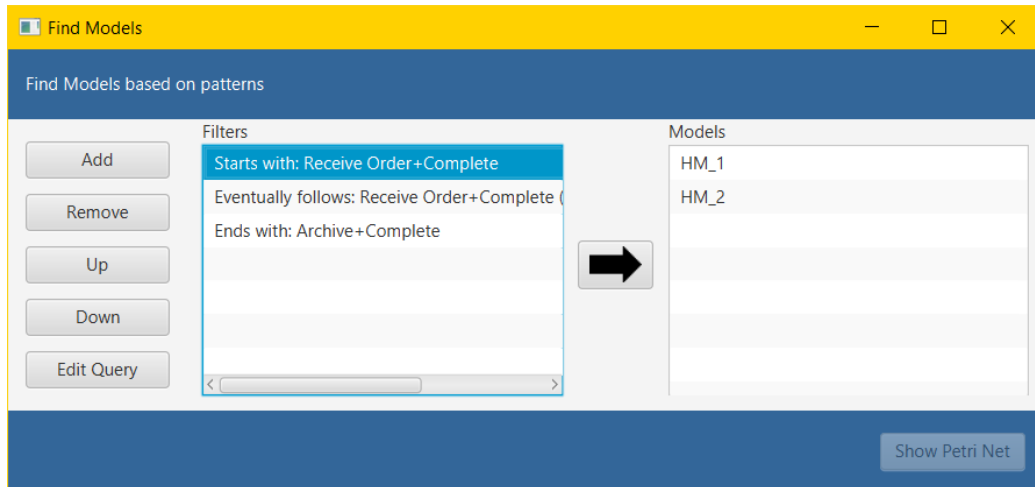 Find Models
Find Models based on patterns
Add
Remove
Up
Down
Edit Query
Filters
Starts with: Receive Order+Complete
Eventually follows: Receive Order+Complete (
Ends with: Archive+Complete
Models
HM_1
HM_2
Show Petri Net